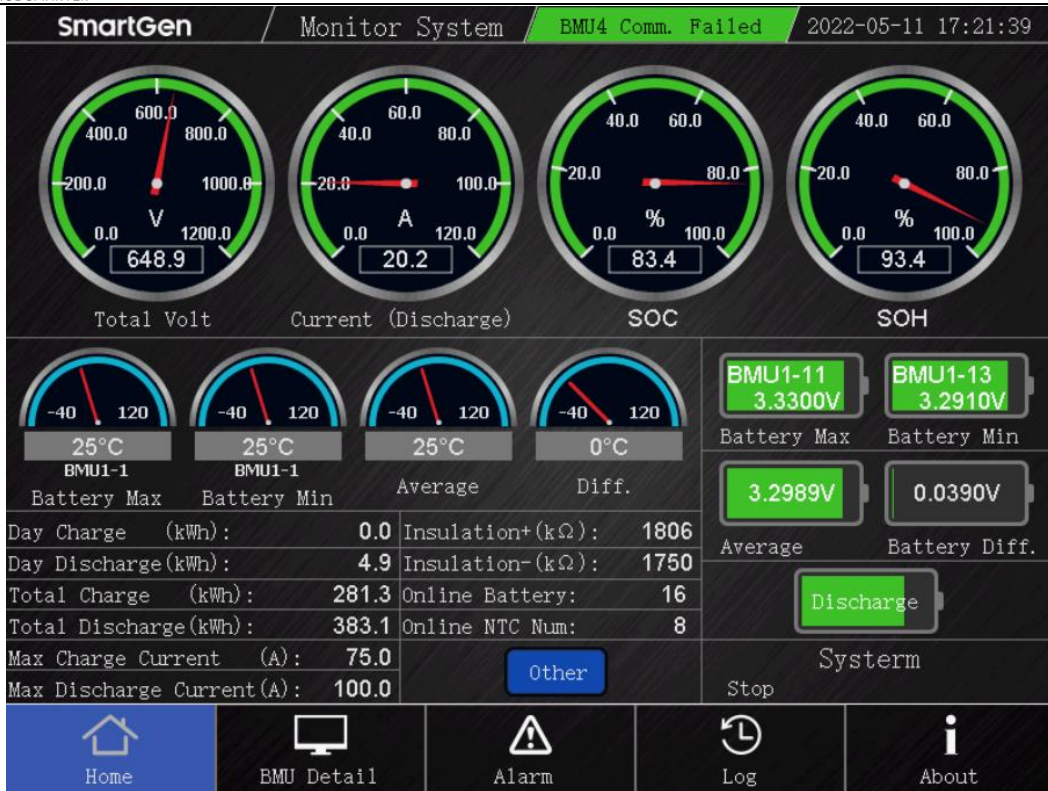 SmartGen Monitor System BMU4 Comm. Failed 2022-05-11 17:21:39
0.0 200.0 400.0 600.0 800.0 1000.0 1200.0
V
648.9
Total Volt
0.0 20.0 40.0 60.0 80.0 100.0 120.0
A
20.2
Current (Discharge)
0.0 20.0 40.0 60.0 80.0 100.0
%
83.4
SOC
0.0 20.0 40.0 60.0 80.0 100.0
%
93.4
SOH
-40 120
25°C
BMU1-1
Battery Max
-40 120
25°C
BMU1-1
Battery Min
-40 120
25°C
Average
-40 120
0°C
Diff.
BMU1-11
3.3300V
Battery Max
BMU1-13
3.2910V
Battery Min
3.2989V
Average
0.0390V
Battery Diff.
Day Charge (kWh): 0.0 Insulation+(kΩ): 1806
Day Discharge(kWh): 4.9 Insulation-(kΩ): 1750
Total Charge (kWh): 281.3 Online Battery: 16
Total Discharge(kWh): 383.1 Online NTC Num: 8
Max Charge Current (A): 75.0
Max Discharge Current(A): 100.0
Other
Discharge
Systerm
Stop
Home BMU Detail Alarm Log About